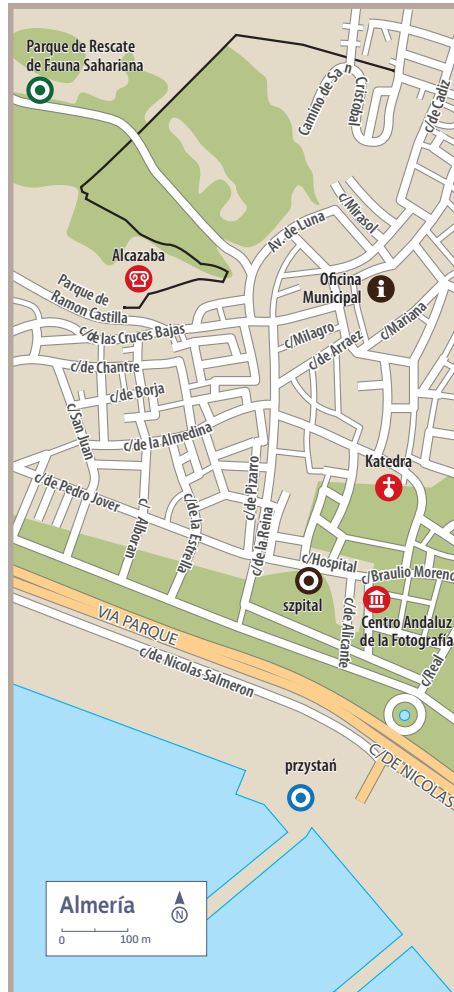 Parque de Rescate
de Fauna Sahariana
Camino de San Cristobal
c/de Cadiz
c/Mirasol
Av. de Luna
Alcazaba
Oficina
Municipal
i
Parque de
Ramon Castilla
c/de las Cruces Bajas
c/Milagro
c/de Arraez
c/Mariana
c/de Chantre
c/de Borja
c/San Juan
c/de la Almedina
Katedra
c/de Pedro Jover
c. Alboran
c/de la Estrella
c/de Pizarro
c/de la Reina
c/Hospital
c/Braulio Moreno
szpital
c/de Alicante
Centro Andaluz
de la Fotografía
c/Real
VIA PARQUE
c/de Nicolas Salmeron
C/DE NICOLAS
przystań
Almería
N
0 100 m